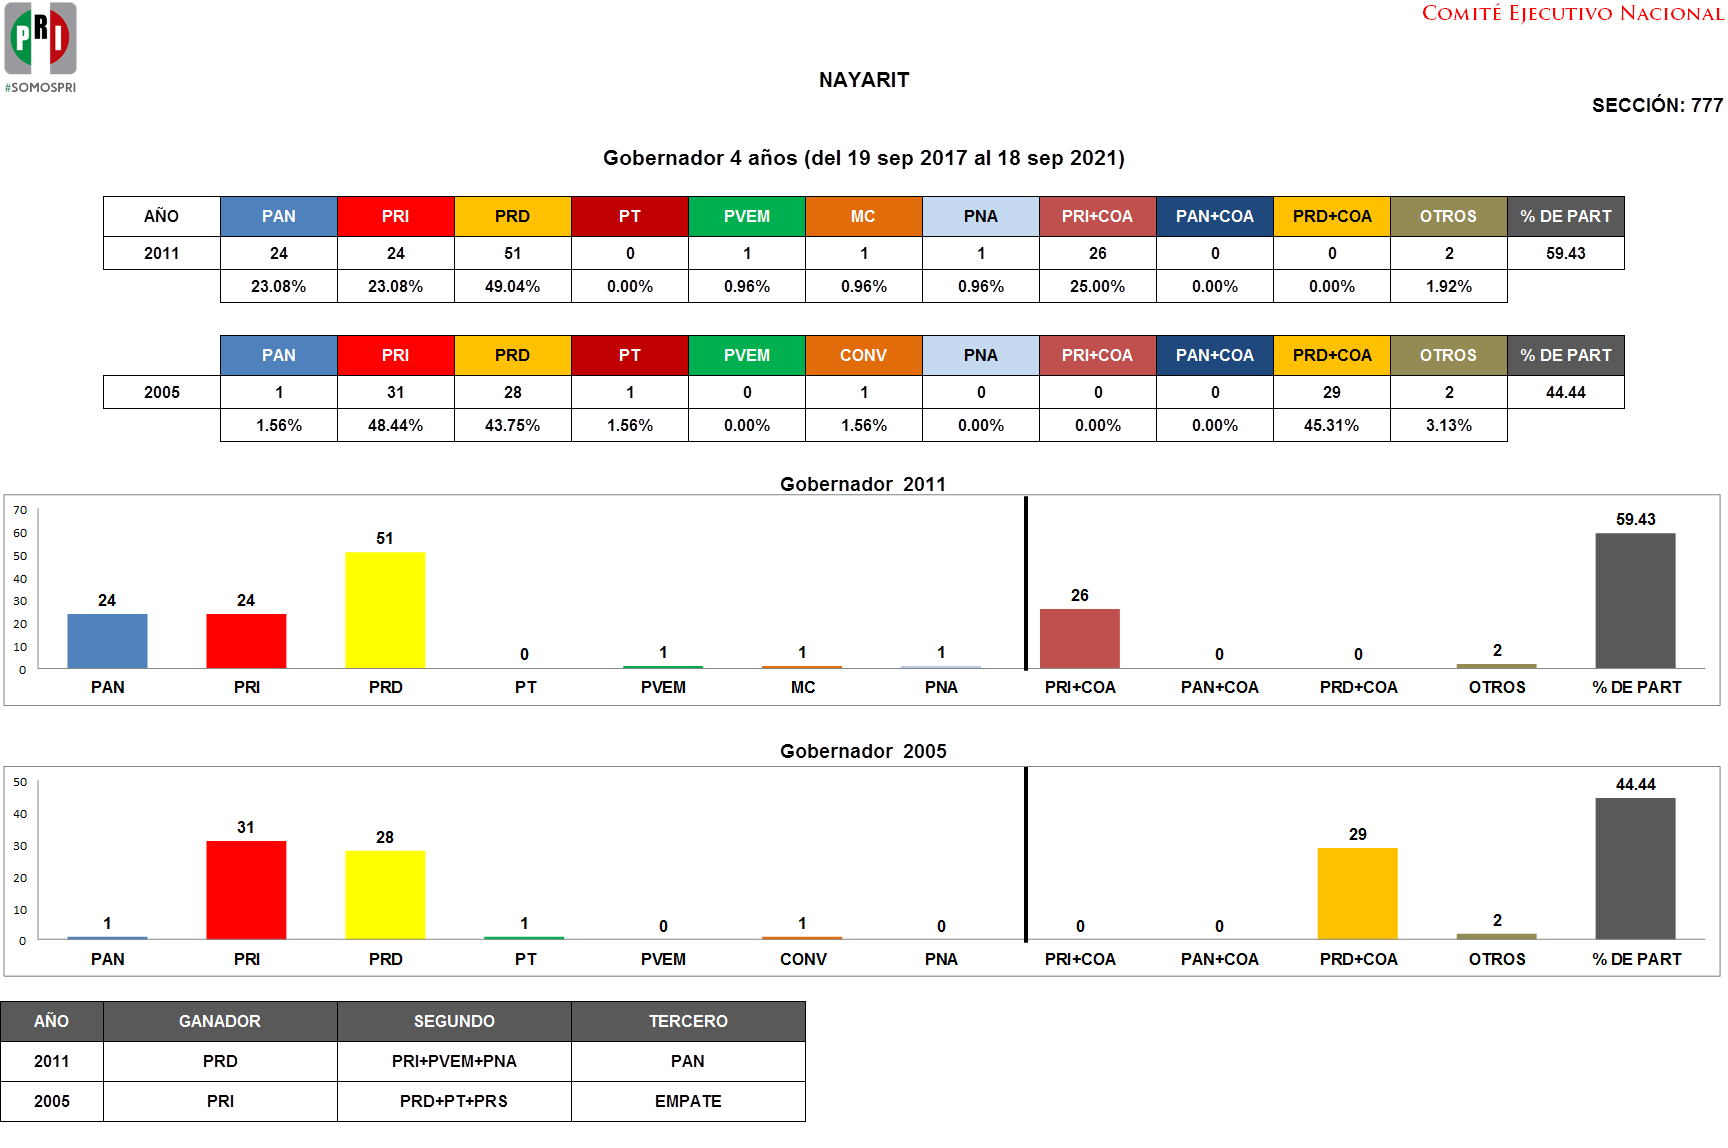 PRI
#SOMOSPRI
COMITÉ EJECUTIVO NACIONAL
NAYARIT
SECCIÓN: 777
Gobernador 4 años (del 19 sep 2017 al 18 sep 2021)
AÑO PAN PRI PRD PT PVEM MC PNA PRI+COA PAN+COA PRD+COA OTROS % DE PART
2011 24 24 51 0 1 1 1 26 0 0 2 59.43
23.08% 23.08% 49.04% 0.00% 0.96% 0.96% 0.96% 25.00% 0.00% 0.00% 1.92%
PAN PRI PRD PT PVEM CONV PNA PRI+COA PAN+COA PRD+COA OTROS % DE PART
2005 1 31 28 1 0 1 0 0 0 29 2 44.44
1.56% 48.44% 43.75% 1.56% 0.00% 1.56% 0.00% 0.00% 0.00% 45.31% 3.13%
Gobernador 2011
70
60
50
40
30
20
10
0
24 24 51 0 1 1 1 26 0 0 2 59.43
PAN PRI PRD PT PVEM MC PNA PRI+COA PAN+COA PRD+COA OTROS % DE PART
Gobernador 2005
50
40
30
20
10
0
1 31 28 1 0 1 0 0 0 29 2 44.44
PAN PRI PRD PT PVEM CONV PNA PRI+COA PAN+COA PRD+COA OTROS % DE PART
AÑO GANADOR SEGUNDO TERCERO
2011 PRD PRI+PVEM+PNA PAN
2005 PRI PRD+PT+PRS EMPATE